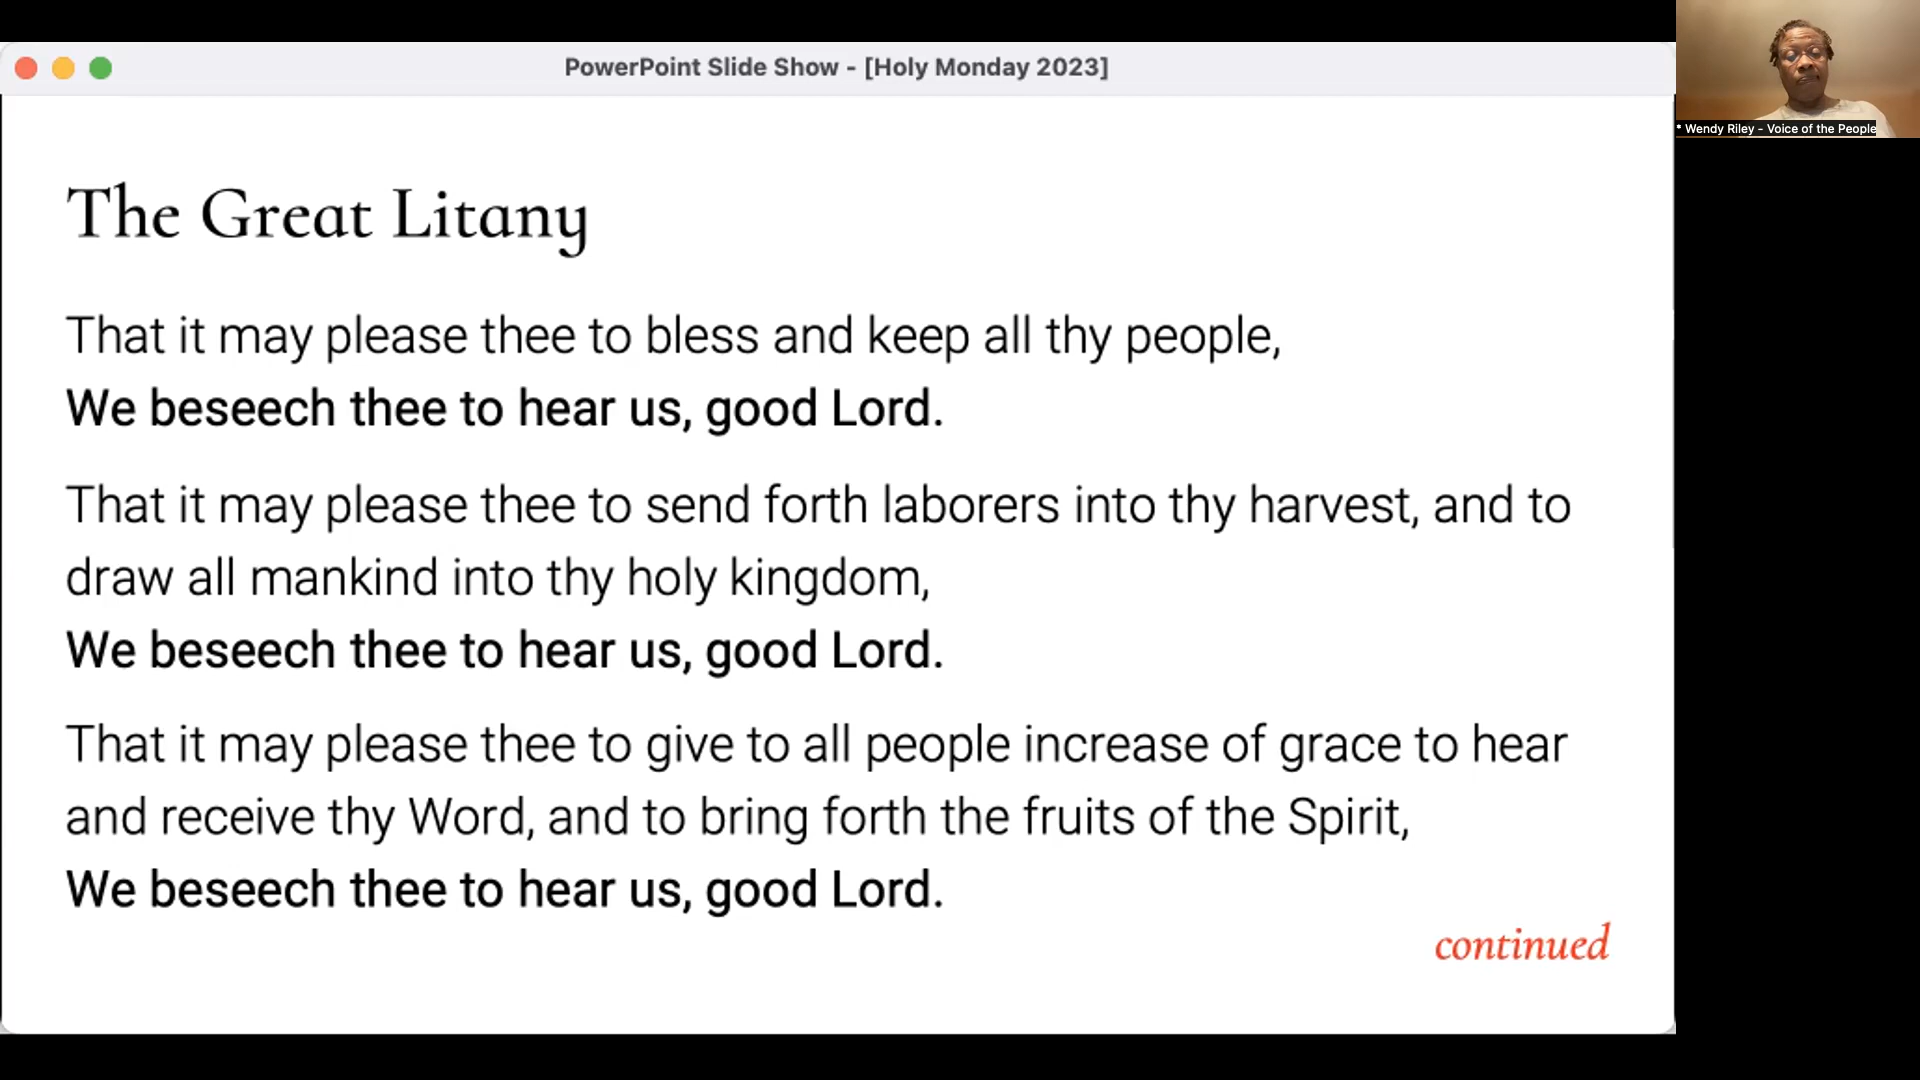 PowerPoint Slide Show - [Holy Monday 2023]
* Wendy Riley - Voice of the People
The Great Litany
That it may please thee to bless and keep all thy people,
We beseech thee to hear us, good Lord.
That it may please thee to send forth laborers into thy harvest, and to
draw all mankind into thy holy kingdom,
We beseech thee to hear us, good Lord.
That it may please thee to give to all people increase of grace to hear
and receive thy Word, and to bring forth the fruits of the Spirit,
We beseech thee to hear us, good Lord.
continued